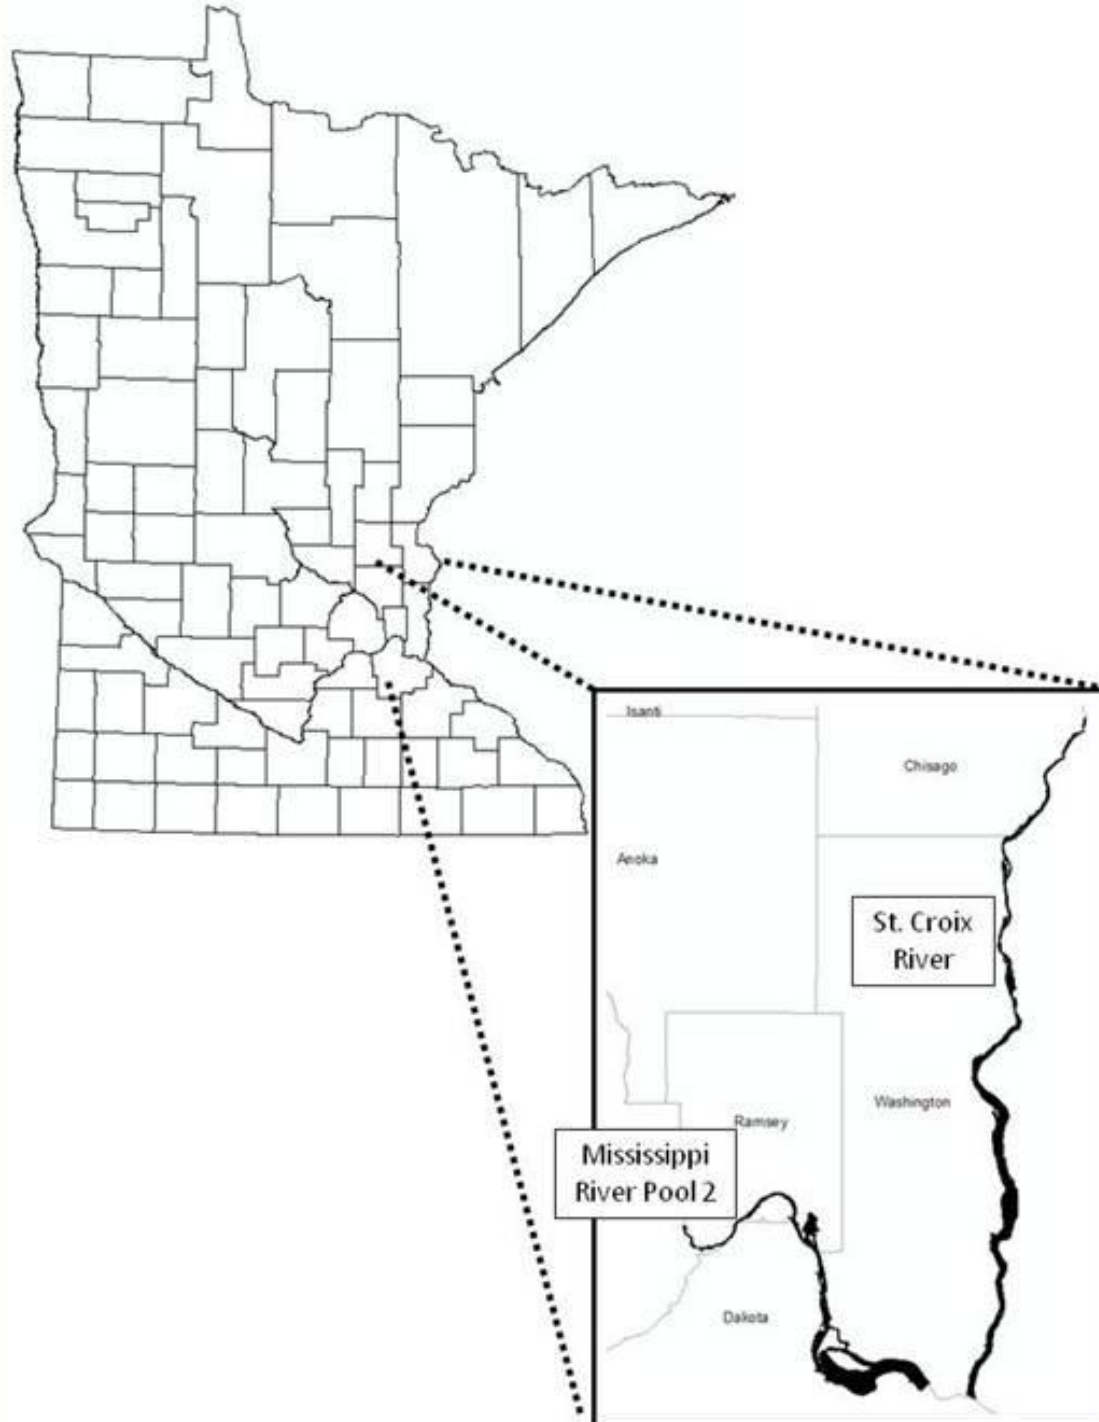 Isanti
Chisago
Anoka
St. Croix
River
Washington
Ramsey
Mississippi
River Pool 2
Dakota